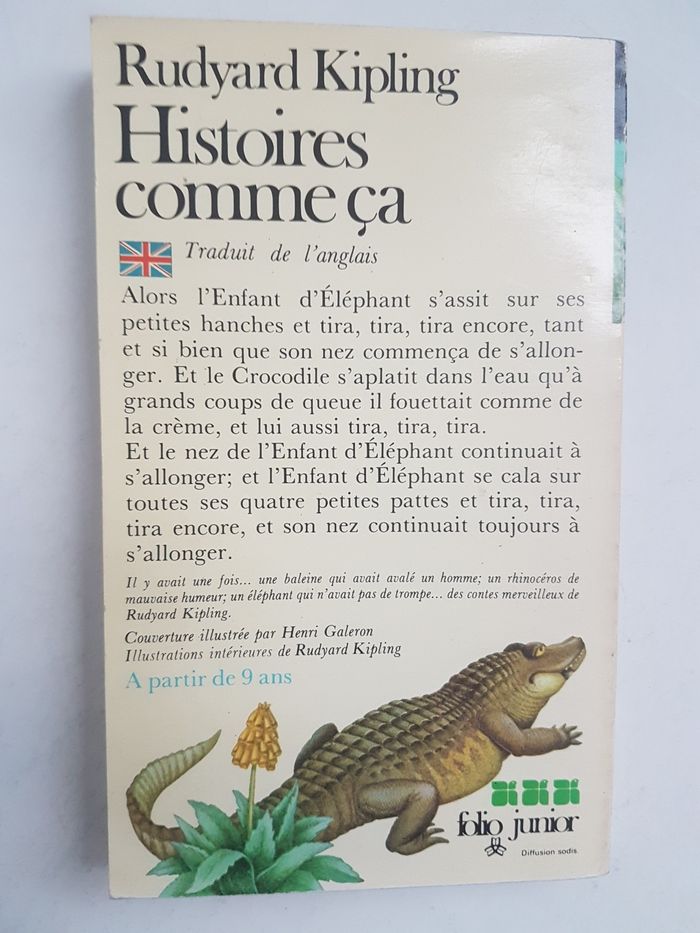 Rudyard Kipling
Histoires
comme ça
Traduit de l'anglais
Alors l'Enfant d'Éléphant s'assit sur ses
petites hanches et tira, tira, tira encore, tant
et si bien que son nez commença de s'allon-
ger. Et le Crocodile s'aplatit dans l'eau qu'à
grands coups de queue il fouettait comme de
la crème, et lui aussi tira, tira, tira.
Et le nez de l'Enfant d'Éléphant continuait à
s'allonger; et l'Enfant d'Éléphant se cala sur
toutes ses quatre petites pattes et tira, tira,
tira encore, et son nez continuait toujours à
s'allonger.
Il y avait une fois... une baleine qui avait avalé un homme; un rhinocéros de
mauvaise humeur; un éléphant qui n'avait pas de trompe... des contes merveilleux de
Rudyard Kipling.
Couverture illustrée par Henri Galeron
Illustrations intérieures de Rudyard Kipling
A partir de 9 ans
folio junior
Diffusion sodis.